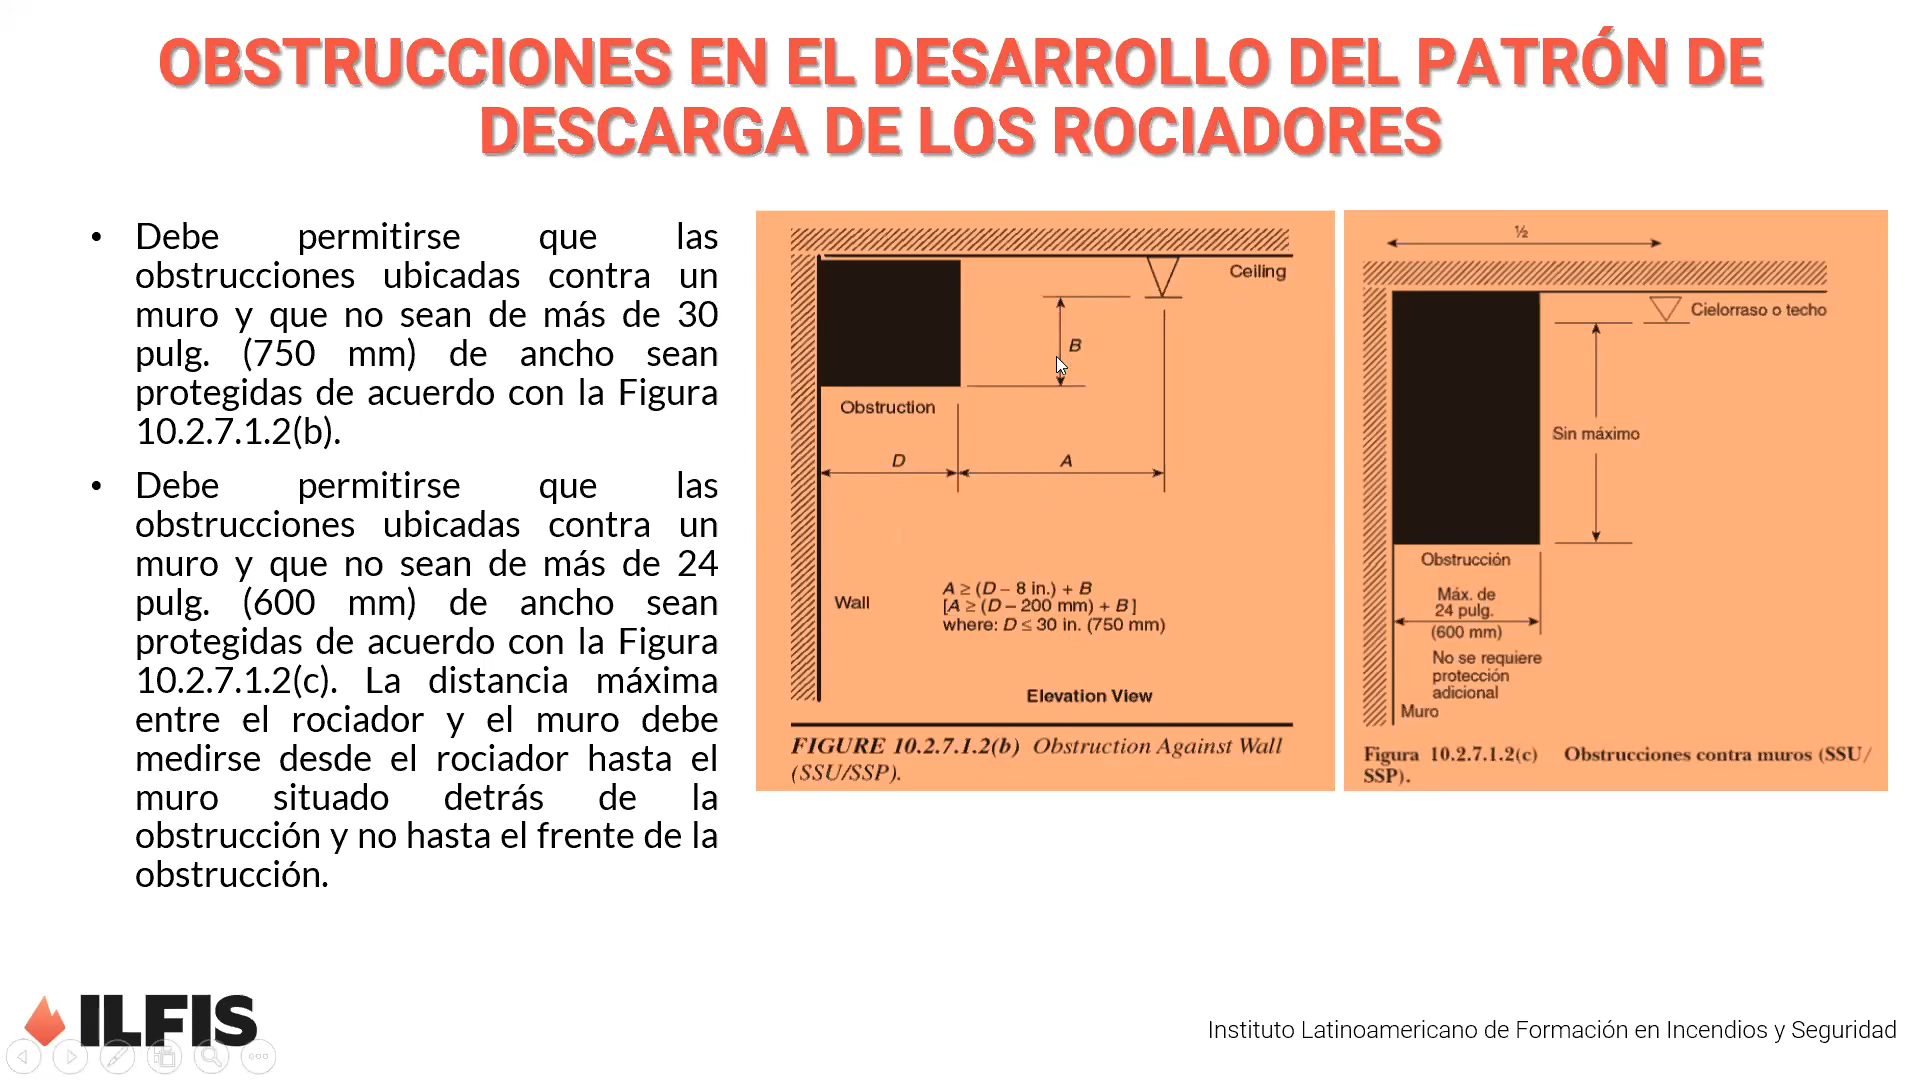 OBSTRUCCIONES EN EL DESARROLLO DEL PATRÓN DE
DESCARGA DE LOS ROCIADORES
• Debe permitirse que las
obstrucciones ubicadas contra un
muro y que no sean de más de 30
pulg. (750 mm) de ancho sean
protegidas de acuerdo con la Figura
10.2.7.1.2(b).
• Debe permitirse que las
obstrucciones ubicadas contra un
muro y que no sean de más de 24
pulg. (600 mm) de ancho sean
protegidas de acuerdo con la Figura
10.2.7.1.2(c). La distancia máxima
entre el rociador y el muro debe
medirse desde el rociador hasta el
muro situado detrás de la
obstrucción y no hasta el frente de la
obstrucción.
Ceiling
B
Obstruction
D
A
Wall
A ≥ (D – 8 in.) + B
[A ≥ (D – 200 mm) + B]
where: D ≤ 30 in. (750 mm)
Elevation View
FIGURE 10.2.7.1.2(b) Obstruction Against Wall
(SSU/SSP).
½
Cielorraso o techo
Sin máximo
Obstrucción
Máx. de
24 pulg.
(600 mm)
No se requiere
protección
adicional
Muro
Figura 10.2.7.1.2(c) Obstrucciones contra muros (SSU/
SSP).
ILFIS
Instituto Latinoamericano de Formación en Incendios y Seguridad